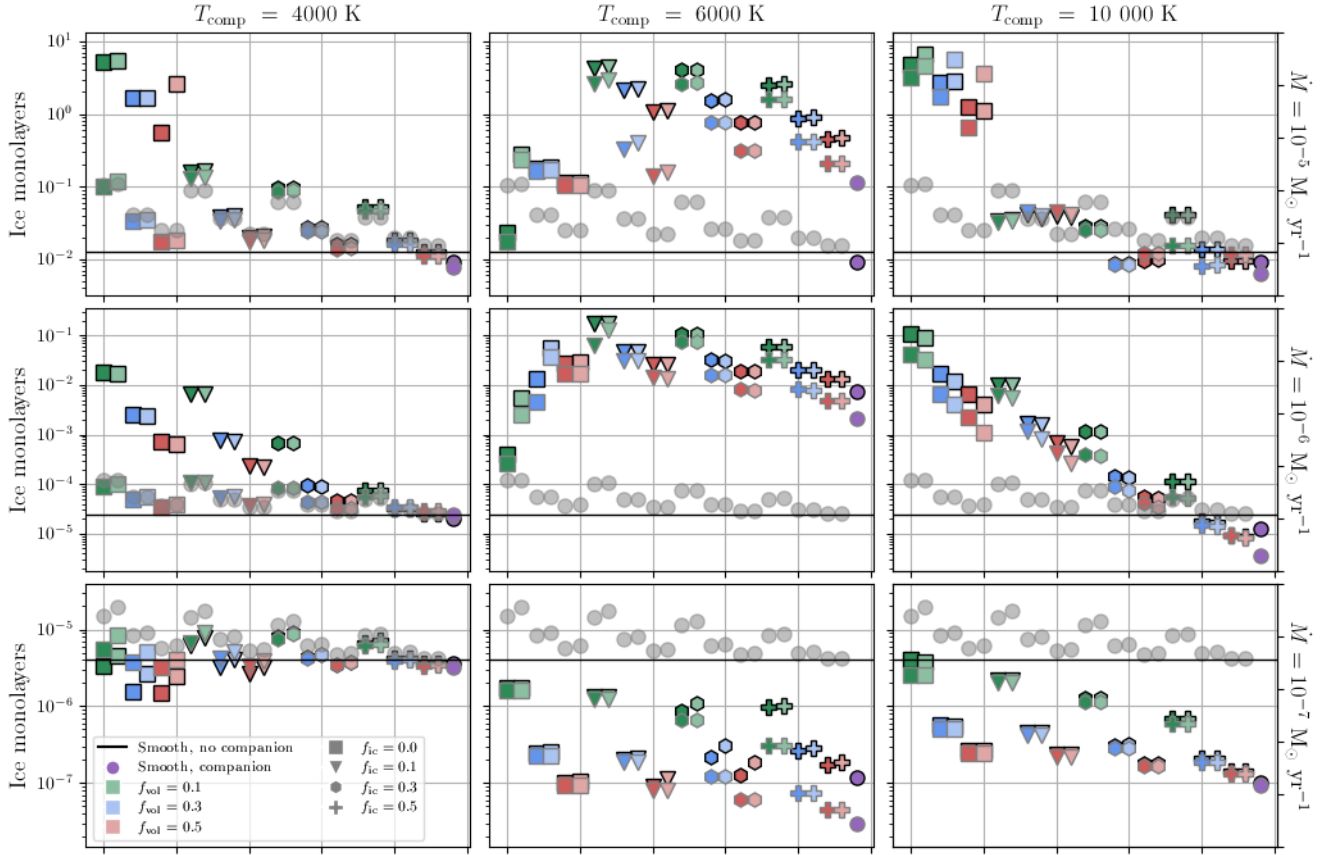 T_comp = 4000 K
T_comp = 6000 K
T_comp = 10 000 K
Ice monolayers
10^1
10^0
10^−1
10^−2
Ṁ = 10^−5 M_⊙ yr^−1
Ice monolayers
10^−1
10^−2
10^−3
10^−4
10^−5
Ṁ = 10^−6 M_⊙ yr^−1
Ice monolayers
10^−5
10^−6
10^−7
Ṁ = 10^−7 M_⊙ yr^−1
Smooth, no companion
Smooth, companion
f_vol = 0.1
f_vol = 0.3
f_vol = 0.5
f_ic = 0.0
f_ic = 0.1
f_ic = 0.3
f_ic = 0.5